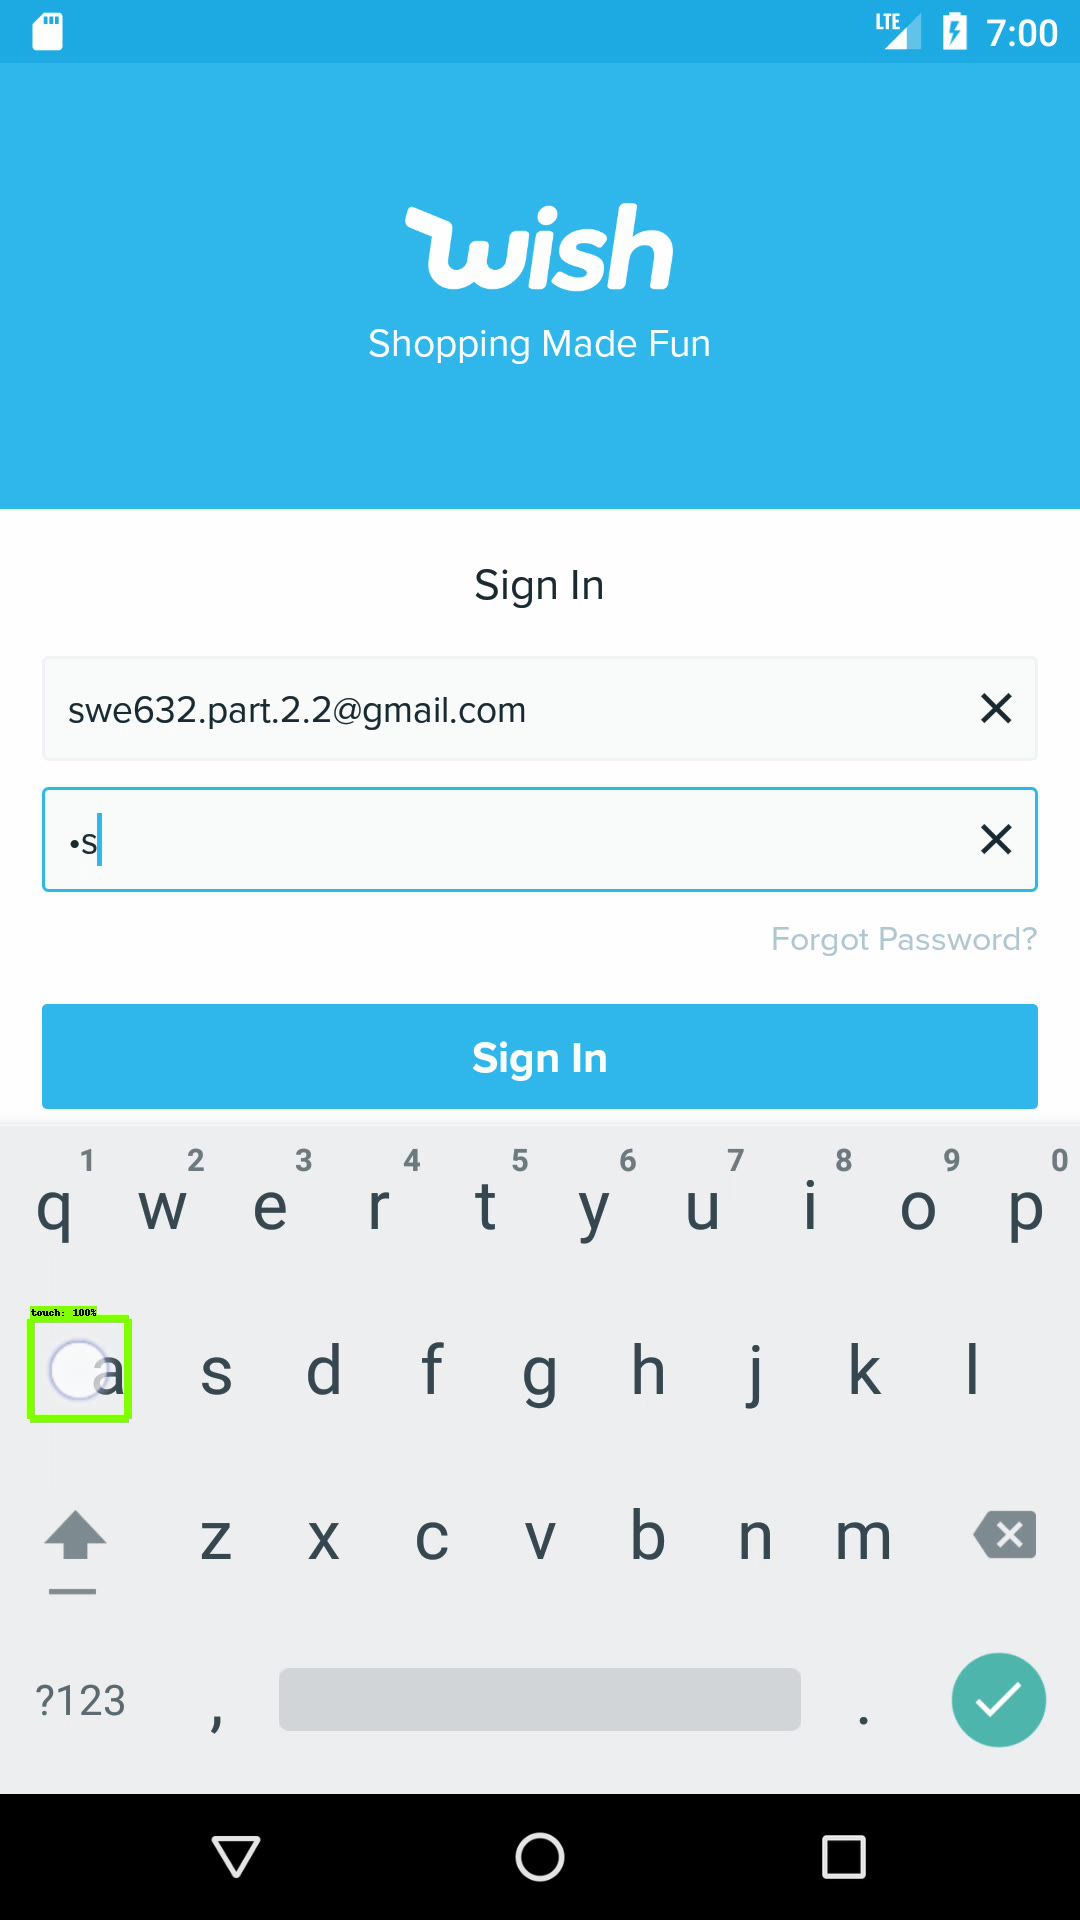 LTE 7:00
wish
Shopping Made Fun
Sign In
swe632.part.2.2@gmail.com
•s
Forgot Password?
Sign In
1 2 3 4 5 6 7 8 9 0
q w e r t y u i o p
touch: 100%
a s d f g h j k l
z x c v b n m
?123 , .